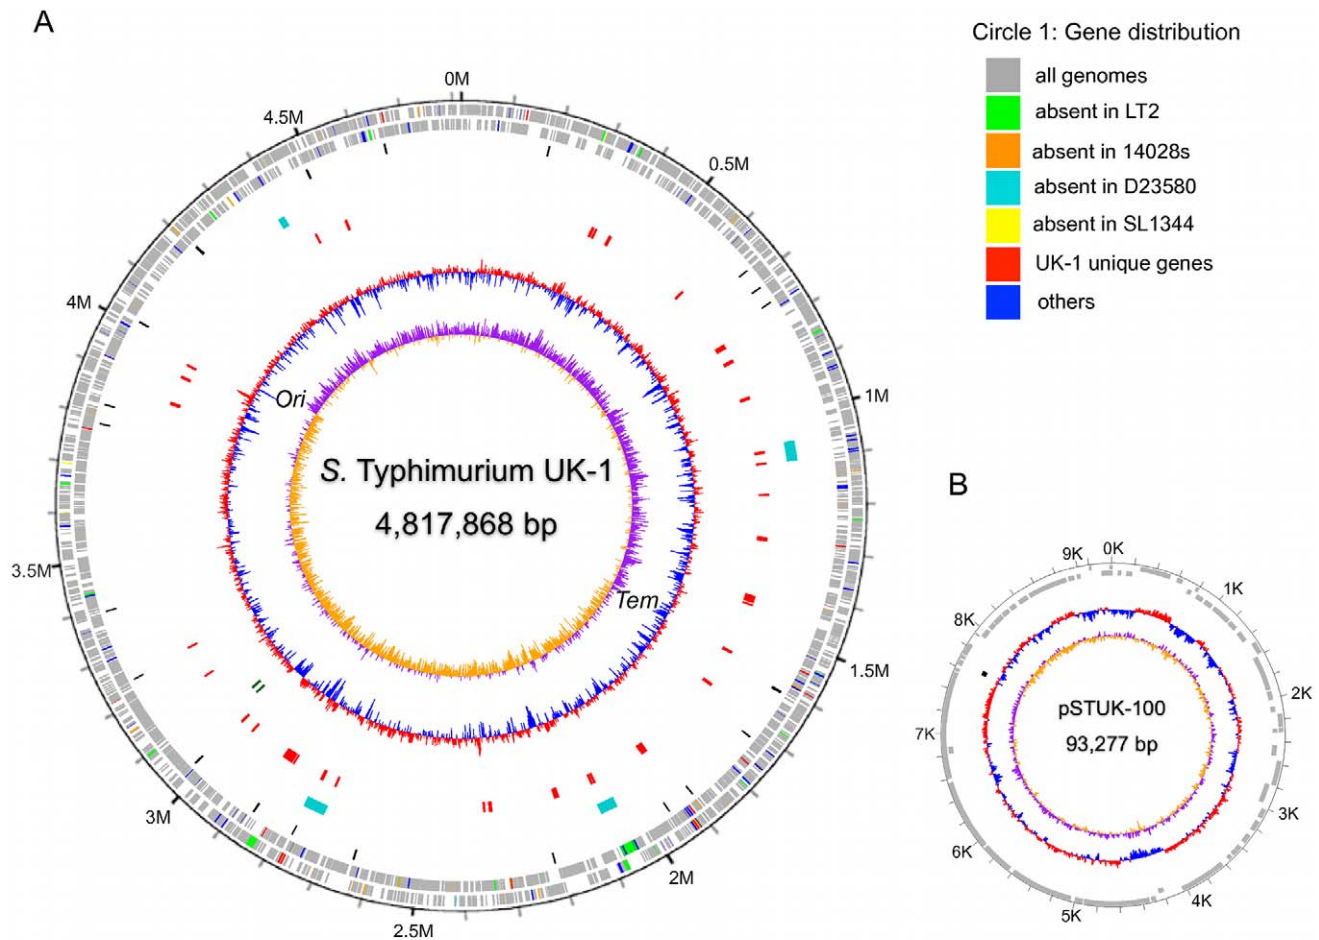 A
Circle 1: Gene distribution
all genomes
absent in LT2
absent in 14028s
absent in D23580
absent in SL1344
UK-1 unique genes
others
0M
0.5M
1M
1.5M
2M
2.5M
3M
3.5M
4M
4.5M
Ori
S. Typhimurium UK-1
4,817,868 bp
Tem
B
0K
1K
2K
3K
4K
5K
6K
7K
8K
9K
pSTUK-100
93,277 bp